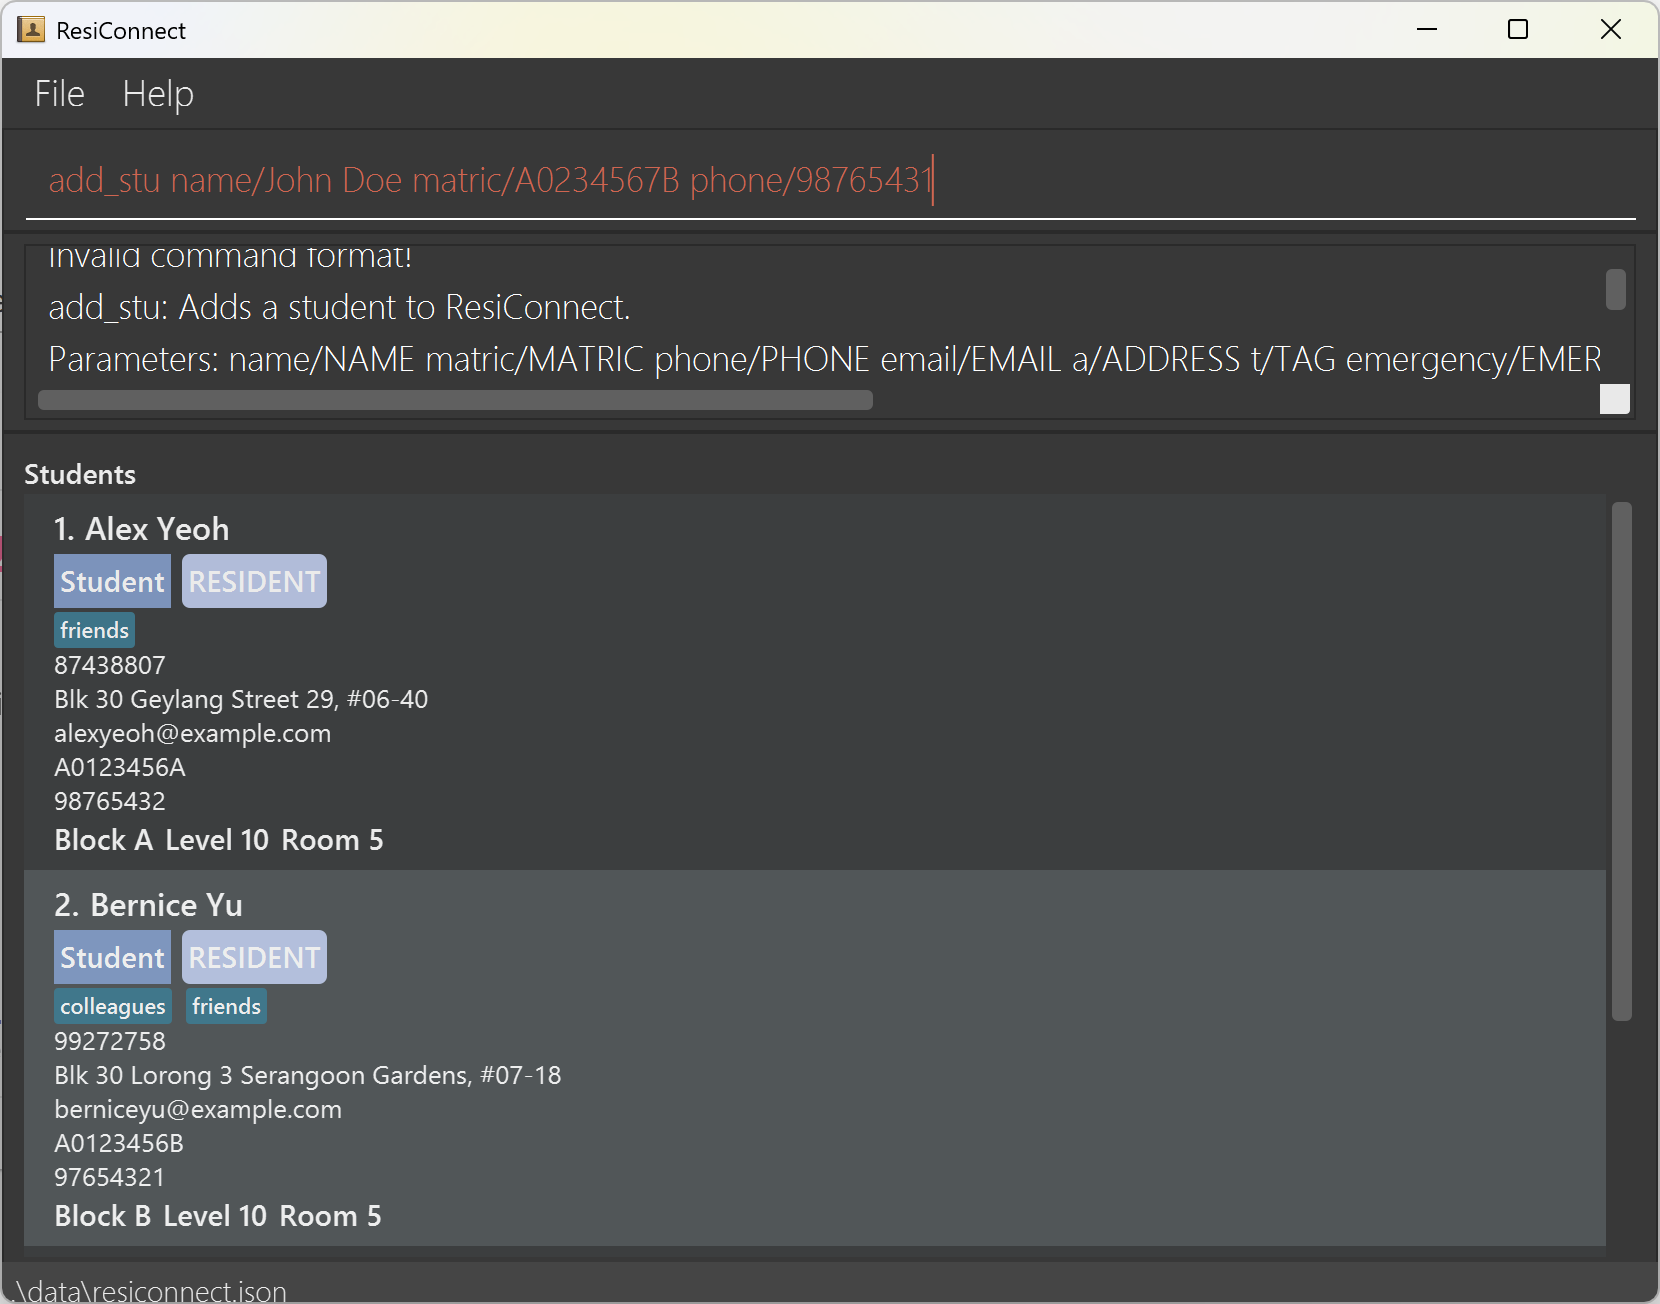 ResiConnect
File Help
add_stu name/John Doe matric/A0234567B phone/98765431
Invalid command format!
add_stu: Adds a student to ResiConnect.
Parameters: name/NAME matric/MATRIC phone/PHONE email/EMAIL a/ADDRESS t/TAG emergency/EMER
Students
1. Alex Yeoh
Student RESIDENT
friends
87438807
Blk 30 Geylang Street 29, #06-40
alexyeoh@example.com
A0123456A
98765432
Block A Level 10 Room 5
2. Bernice Yu
Student RESIDENT
colleagues friends
99272758
Blk 30 Lorong 3 Serangoon Gardens, #07-18
berniceyu@example.com
A0123456B
97654321
Block B Level 10 Room 5
.\data\resiconnect.json